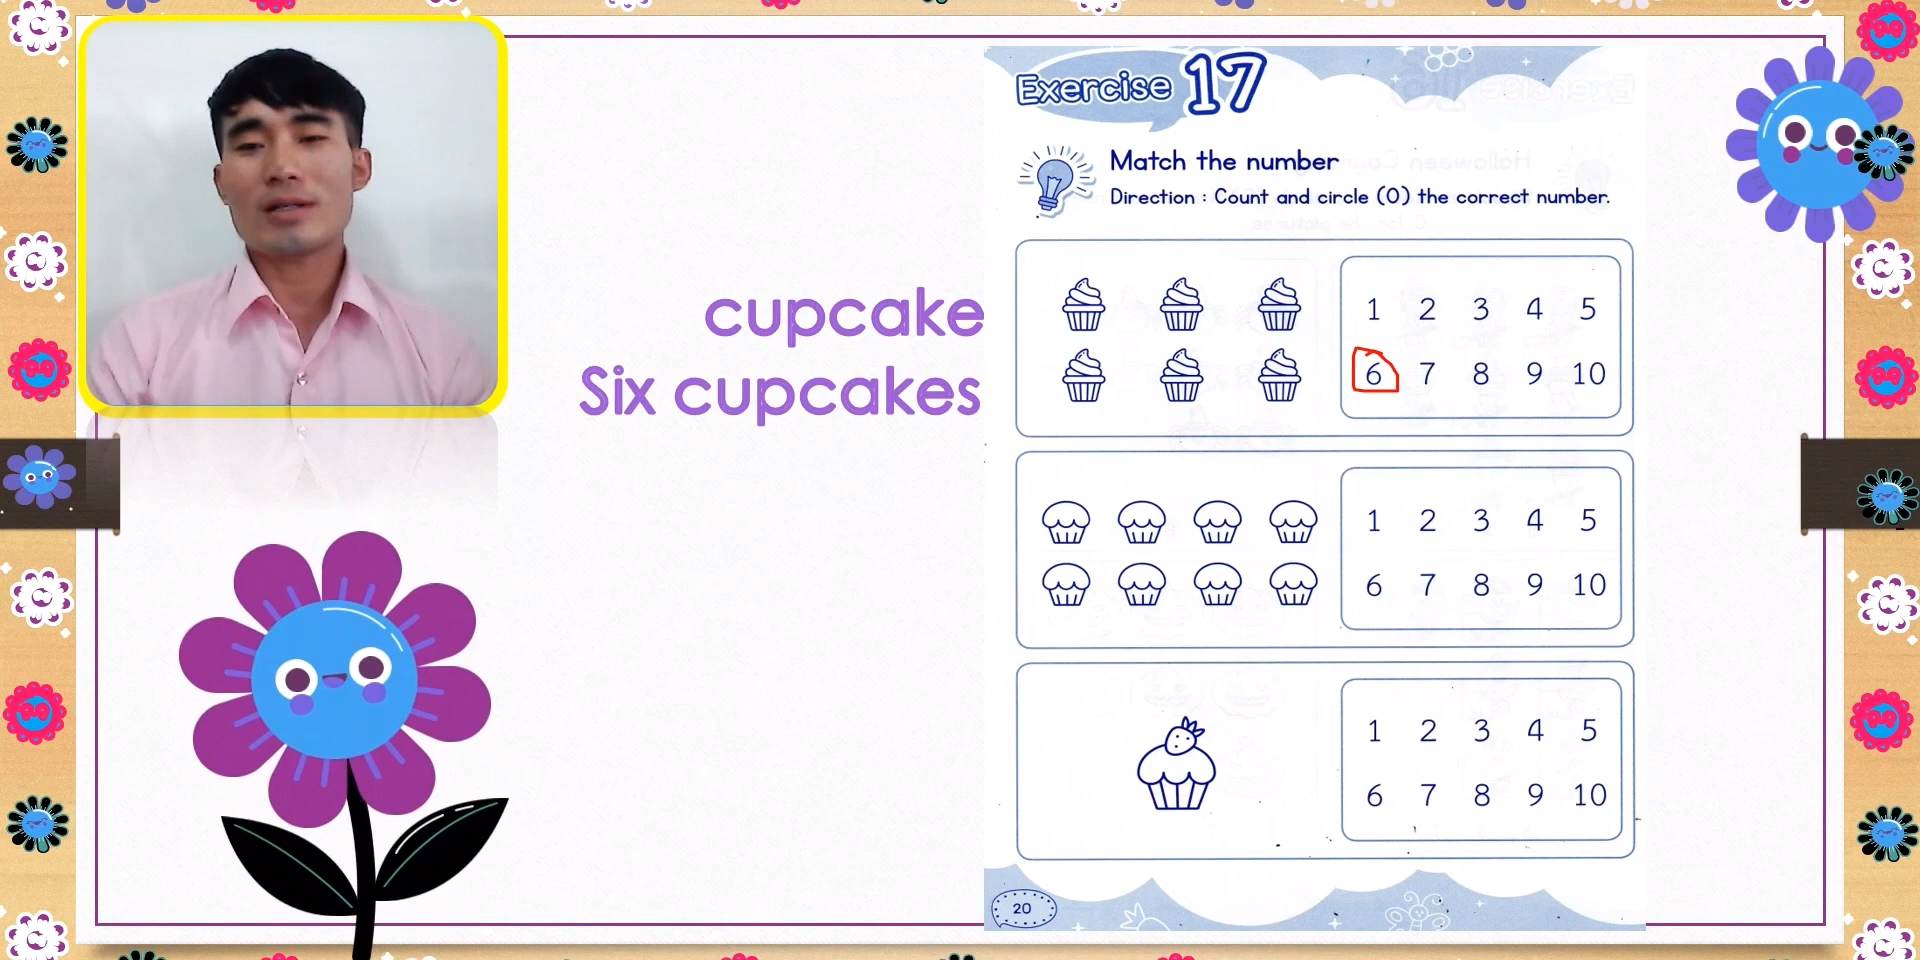 Exercise 17
Match the number
Direction : Count and circle (O) the correct number.
cupcake
Six cupcakes
1 2 3 4 5
6 7 8 9 10
1 2 3 4 5
6 7 8 9 10
1 2 3 4 5
6 7 8 9 10
20